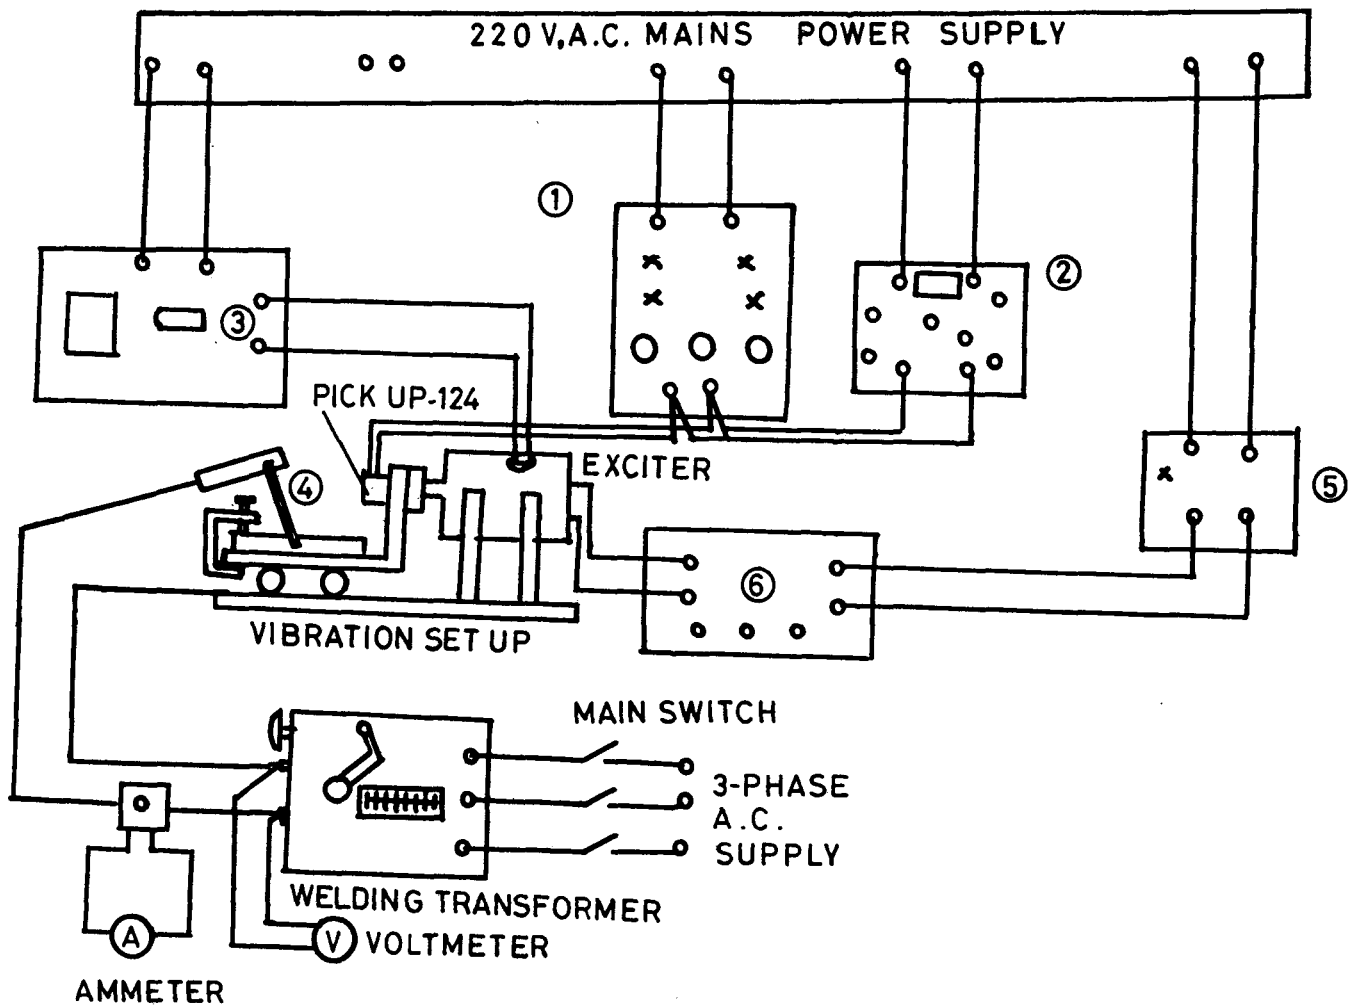 220 V, A.C. MAINS POWER SUPPLY
1
2
3
PICK UP-124
EXCITER
4
5
6
VIBRATION SET UP
MAIN SWITCH
3-PHASE
A.C.
SUPPLY
WELDING TRANSFORMER
V VOLTMETER
A
AMMETER